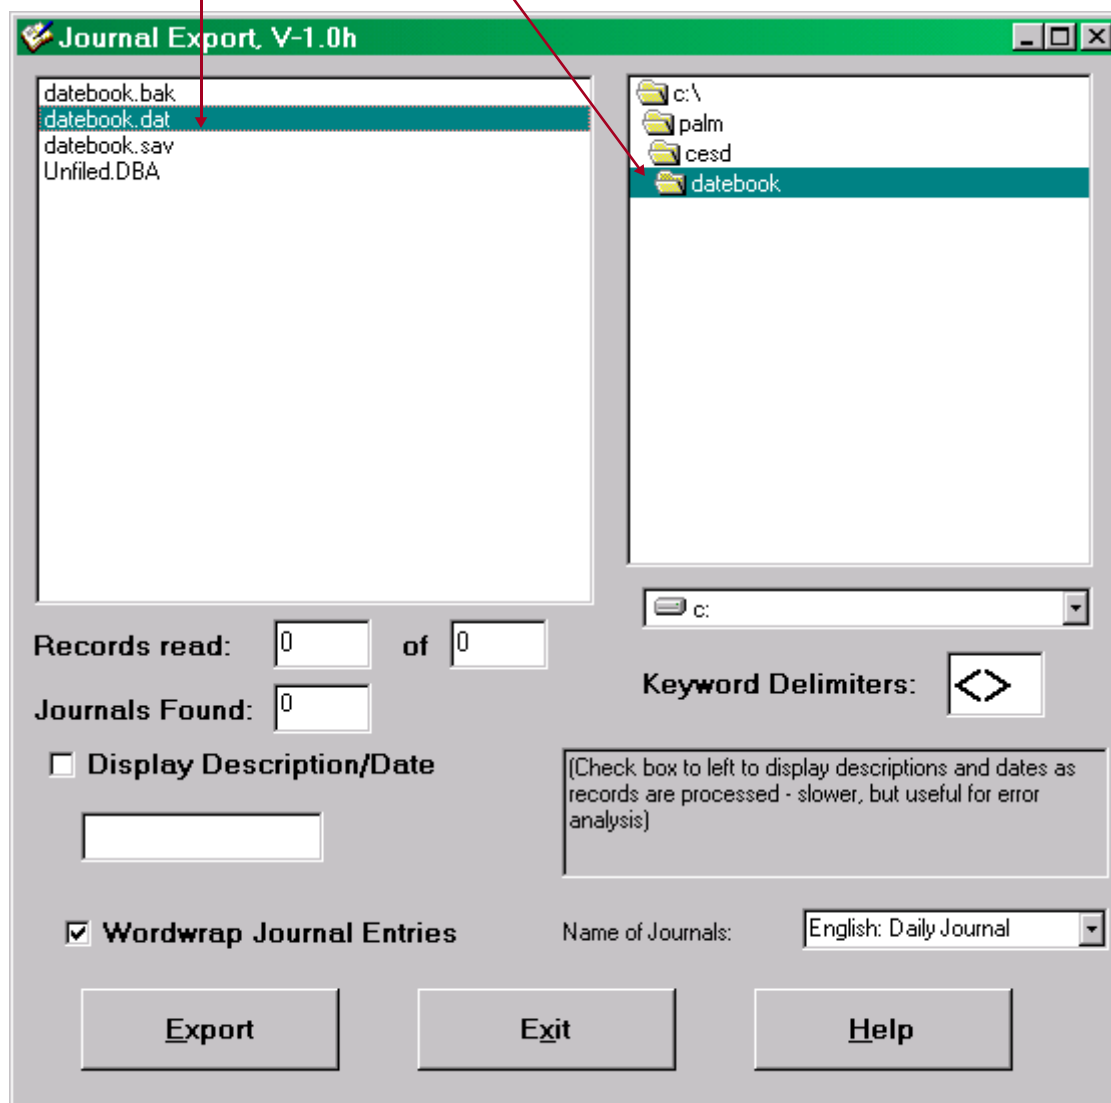 Journal Export, V-1.0h
datebook.bak
datebook.dat
datebook.sav
Unfiled.DBA
c:\
palm
cesd
datebook
c:
Records read: 0 of 0
Keyword Delimiters: <>
Journals Found: 0
Display Description/Date
(Check box to left to display descriptions and dates as
records are processed - slower, but useful for error
analysis)
Wordwrap Journal Entries
Name of Journals: English: Daily Journal
Export Exit Help